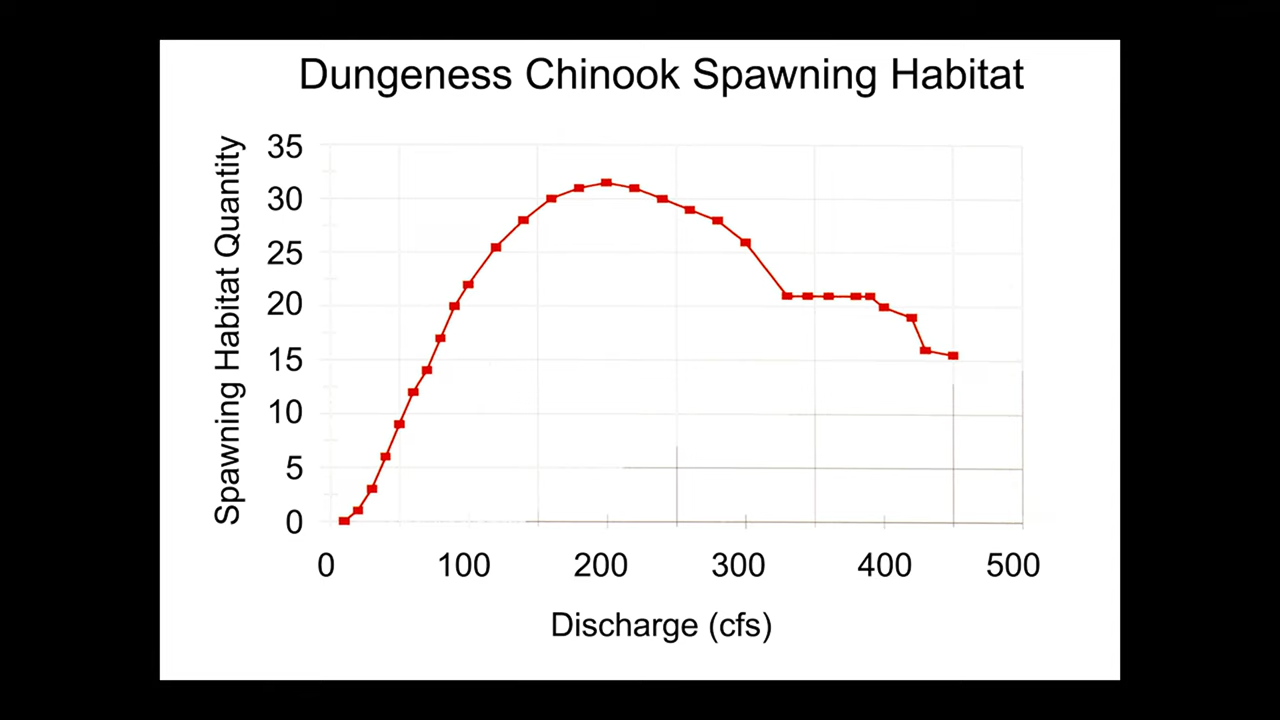 Dungeness Chinook Spawning Habitat
Spawning Habitat Quantity
35
30
25
20
15
10
5
0
0 100 200 300 400 500
Discharge (cfs)